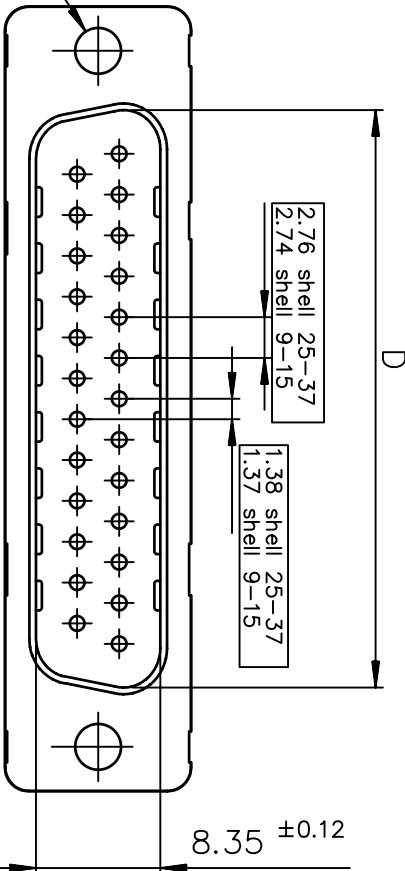 D
2.76 shell 25-37
2.74 shell 9-15
1.38 shell 25-37
1.37 shell 9-15
8.35 ±0.12